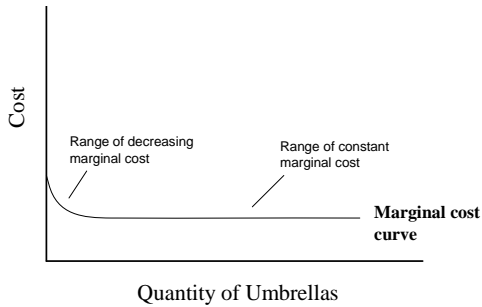 Cost
Range of decreasing
marginal cost
Range of constant
marginal cost
Marginal cost
curve
Quantity of Umbrellas